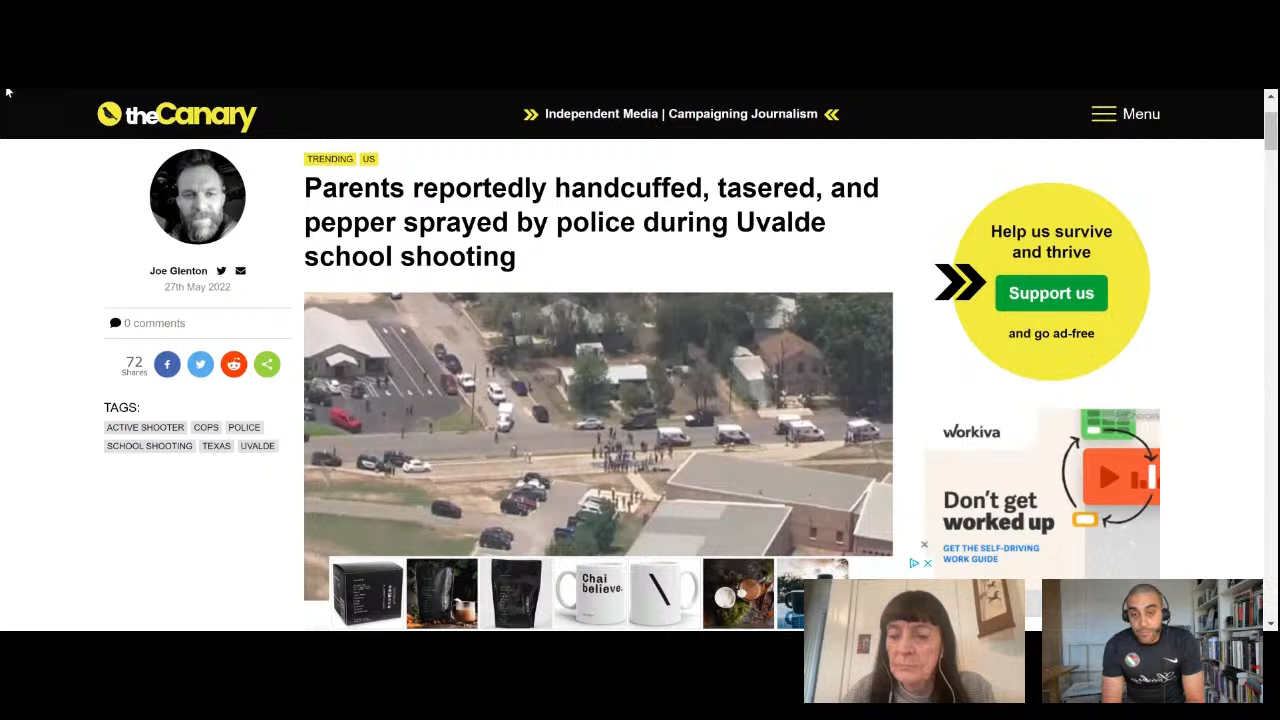 theCanary
Independent Media | Campaigning Journalism
Menu
TRENDING US
Parents reportedly handcuffed, tasered, and
pepper sprayed by police during Uvalde
school shooting
Joe Glenton
27th May 2022
0 comments
72
Shares
TAGS:
ACTIVE SHOOTER COPS POLICE
SCHOOL SHOOTING TEXAS UVALDE
Help us survive
and thrive
Support us
and go ad-free
workiva
Don't get
worked up
GET THE SELF-DRIVING
WORK GUIDE
Chai
believe.